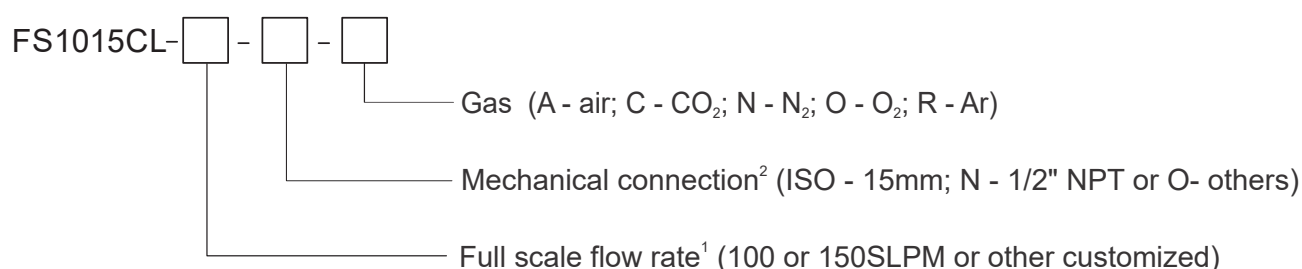 FS1015CL- - -
Gas (A - air; C - CO₂; N - N₂; O - O₂; R - Ar)
Mechanical connection² (ISO - 15mm; N - 1/2" NPT or O- others)
Full scale flow rate¹ (100 or 150SLPM or other customized)